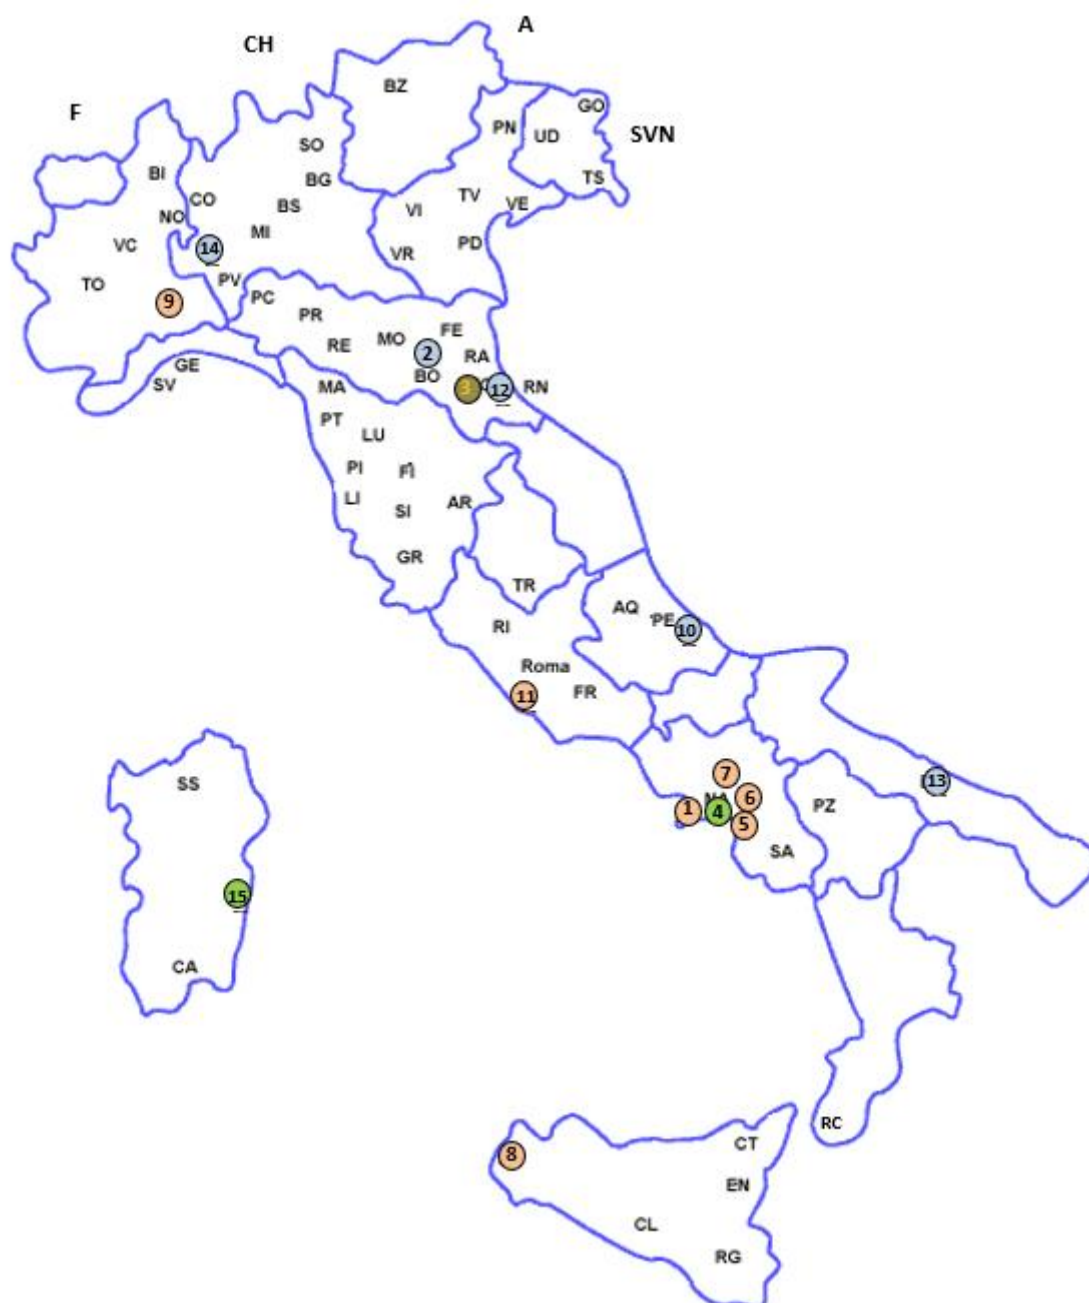 A
CH
BZ
F
GO
PN
UD
SVN
SO
BI
BG
TS
CO
TV
BS
VE
NO
VI
MI
VC
PD
14
VR
PV
TO
PC
9
PR
FE
MO
RE
2
RA
GE
BO
SV
MA
3
12
RN
PT
LU
PI
FI
LI
AR
SI
GR
TR
AQ
PE
RI
10
Roma
FR
11
7
13
SS
6
PZ
1
4
5
SA
15
CA
RC
CT
8
EN
CL
RG